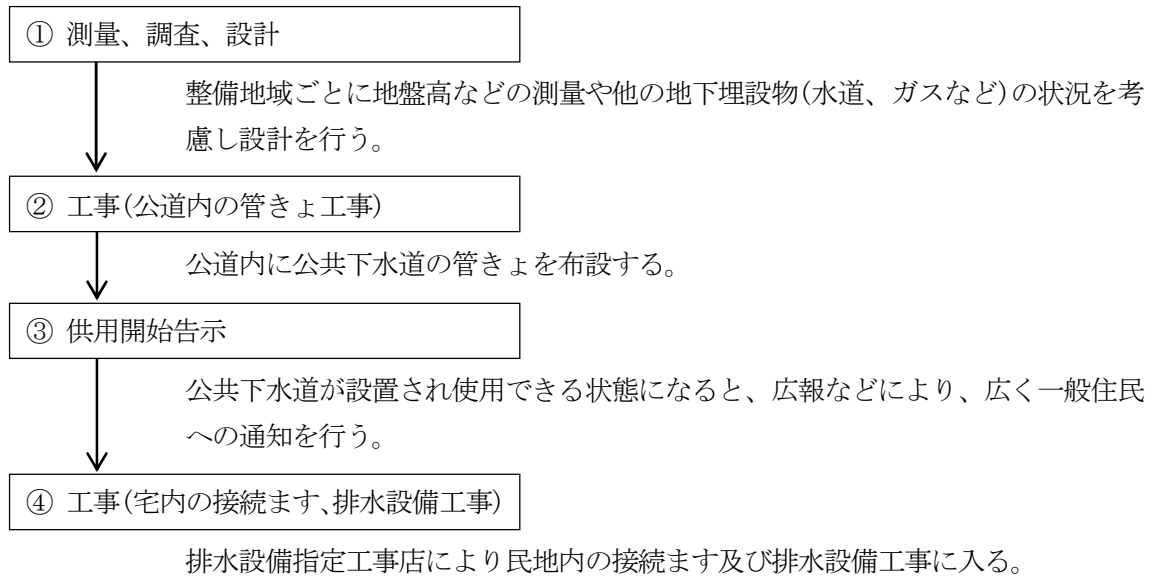 ① 測量、調査、設計
整備地域ごとに地盤高などの測量や他の地下埋設物(水道、ガスなど)の状況を考
慮し設計を行う。
② 工事(公道内の管きょ工事)
公道内に公共下水道の管きょを布設する。
③ 供用開始告示
公共下水道が設置され使用できる状態になると、広報などにより、広く一般住民
への通知を行う。
④ 工事(宅内の接続ます、排水設備工事)
排水設備指定工事店により民地内の接続ます及び排水設備工事に入る。